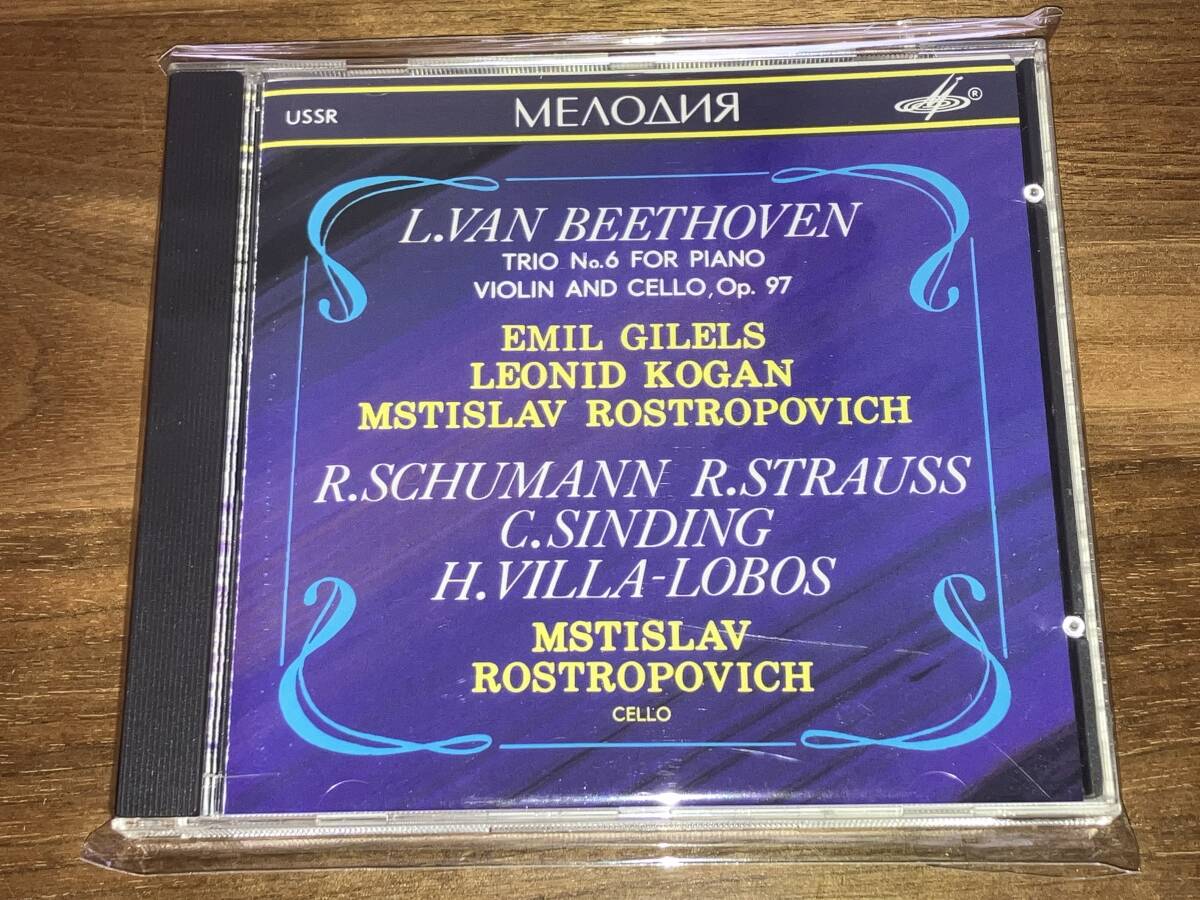 USSR МЕЛОДИЯ ®
L.VAN BEETHOVEN
TRIO No.6 FOR PIANO
VIOLIN AND CELLO, Op. 97
EMIL GILELS
LEONID KOGAN
MSTISLAV ROSTROPOVICH
R.SCHUMANN R.STRAUSS
C.SINDING
H.VILLA-LOBOS
MSTISLAV
ROSTROPOVICH
CELLO